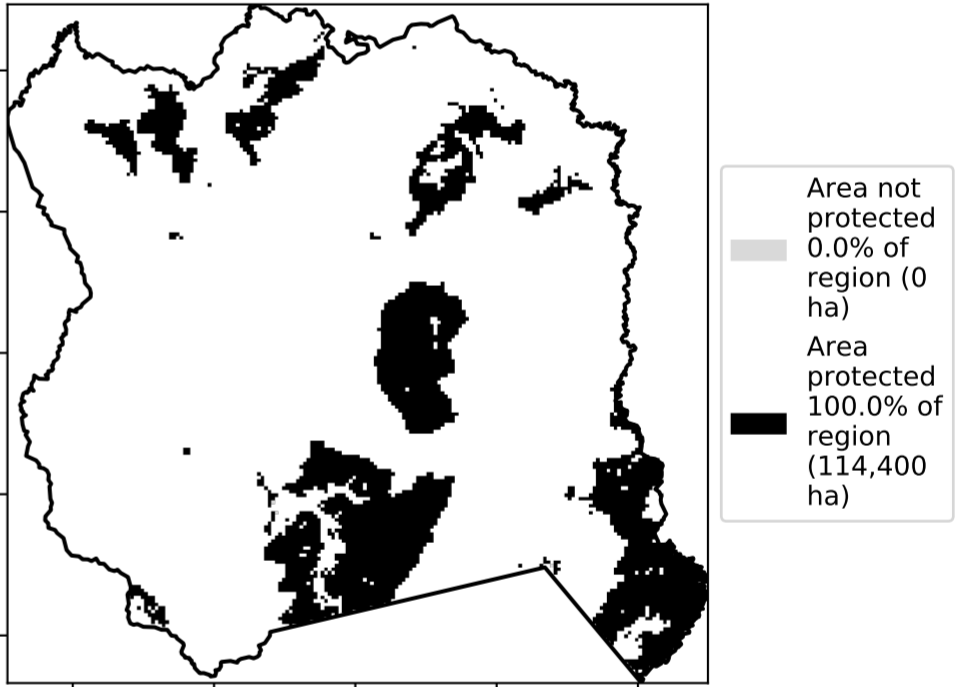 Area not
protected
0.0% of
region (0
ha)
Area
protected
100.0% of
region
(114,400
ha)